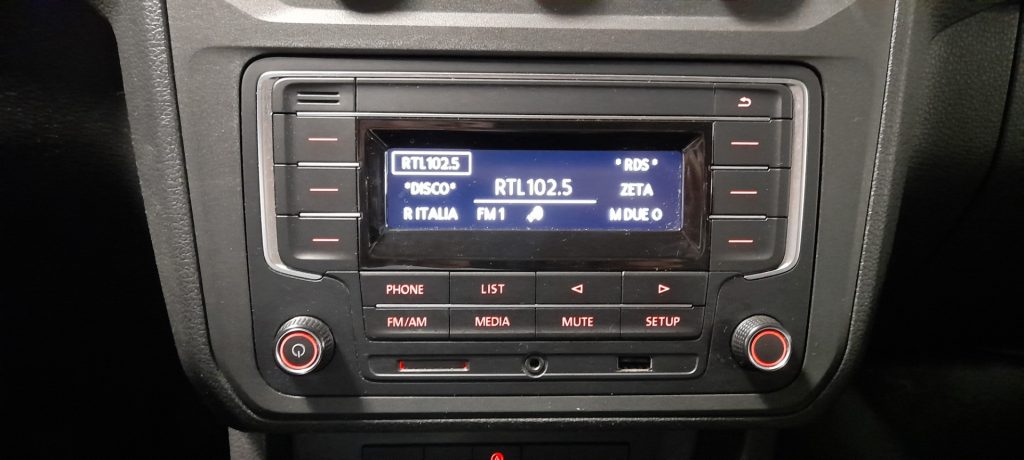 RTL102.5
*DISCO*
R ITALIA
RTL102.5
FM1
*RDS*
ZETA
M DUE O
PHONE LIST
FM/AM MEDIA MUTE SETUP